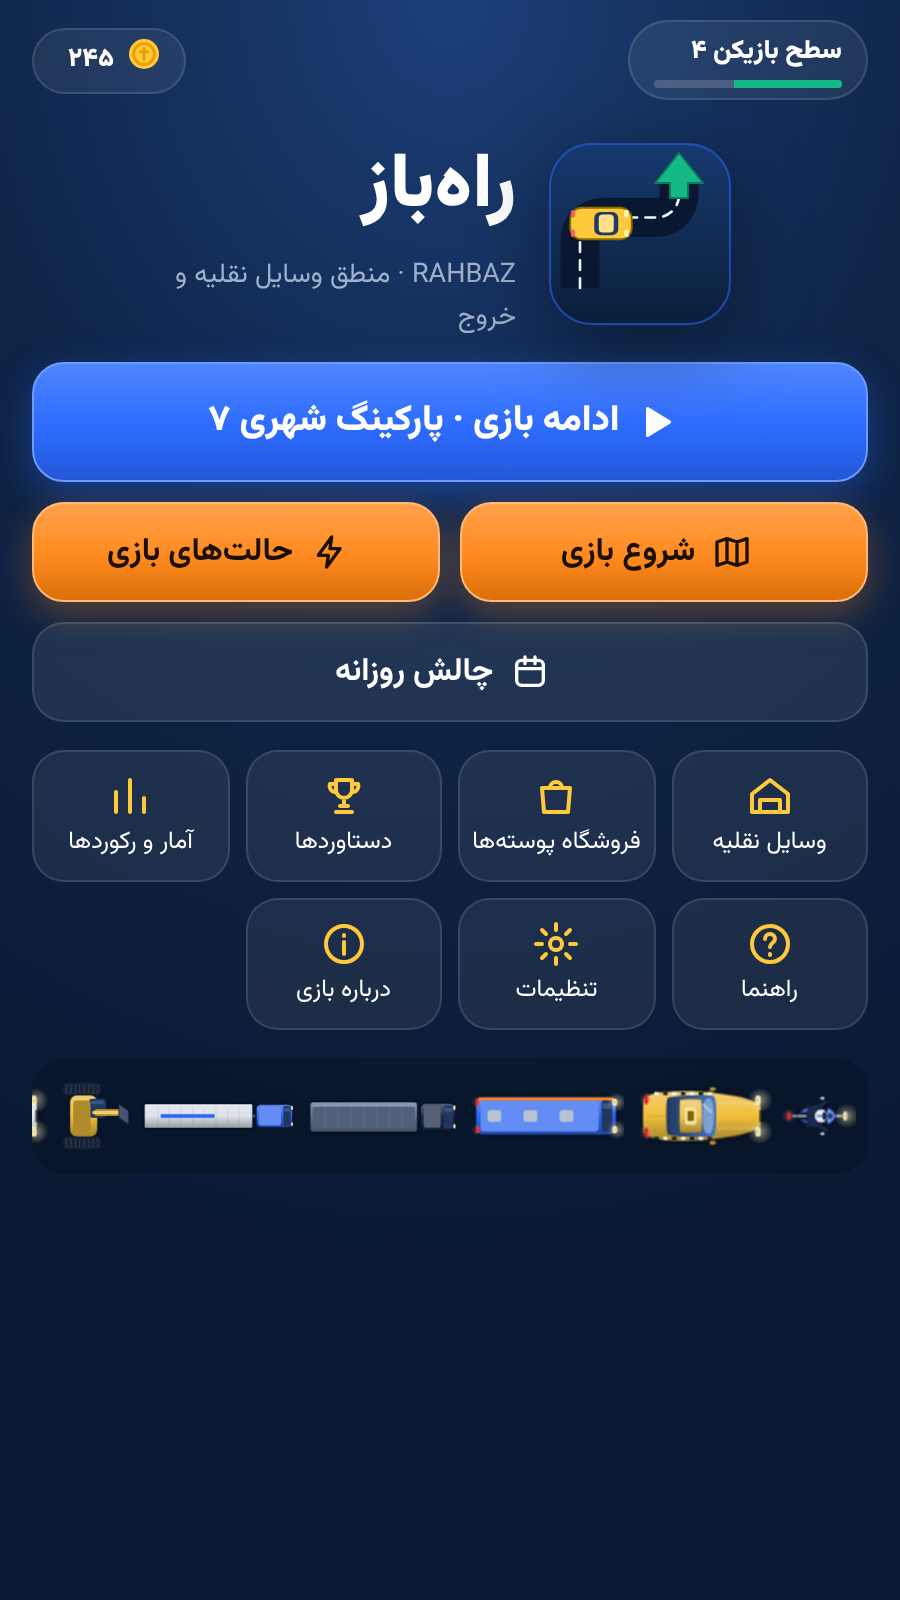 سطح بازیکن ۴
۲۴۵
راه‌باز
RAHBAZ · منطق وسایل نقلیه و
خروج
ادامه بازی · پارکینگ شهری ۷
شروع بازی
حالت‌های بازی
چالش روزانه
وسایل نقلیه
فروشگاه پوسته‌ها
دستاوردها
آمار و رکوردها
راهنما
تنظیمات
درباره بازی